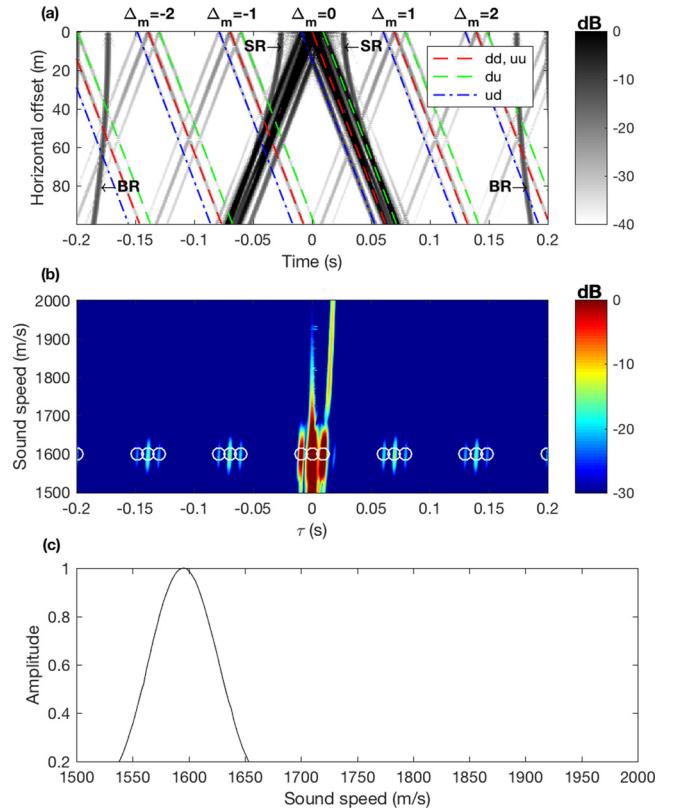 (a) Δm=-2 Δm=-1 Δm=0 Δm=1 Δm=2 dB
0 SR SR 0
dd, uu
20 du -10
ud
Horizontal offset (m)
40 -20
60
80 BR BR -30
-40
-0.2 -0.15 -0.1 -0.05 0 0.05 0.1 0.15 0.2
Time (s)
(b) dB
2000 0
1900
1800 -10
Sound speed (m/s)
1700 -20
1600
1500 -30
-0.2 -0.15 -0.1 -0.05 0 0.05 0.1 0.15 0.2
τ (s)
(c)
1
0.8
Amplitude
0.6
0.4
0.2
1500 1550 1600 1650 1700 1750 1800 1850 1900 1950 2000
Sound speed (m/s)